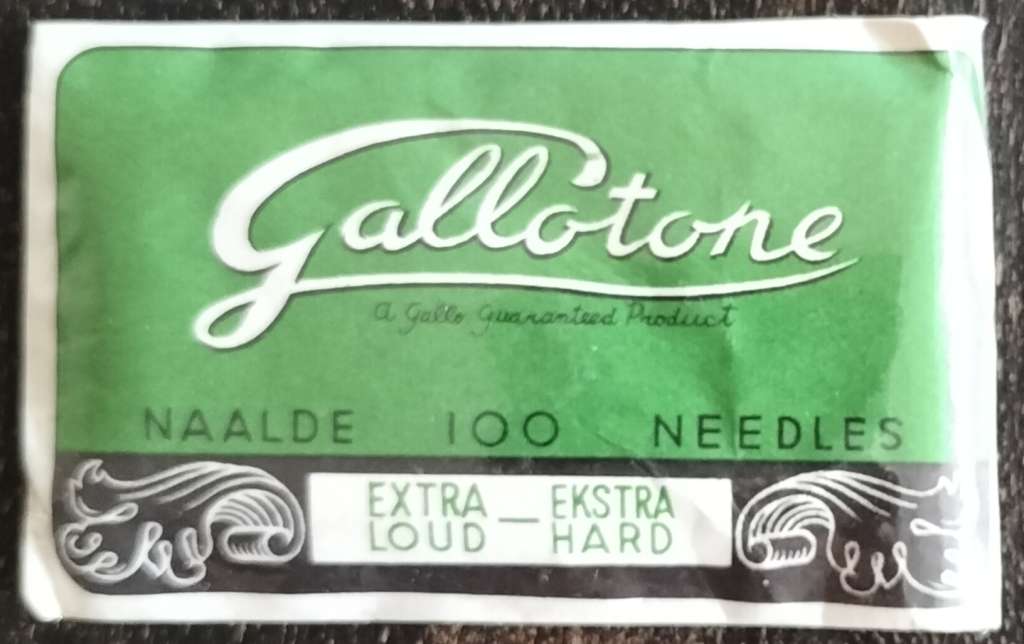 Gallotone
A Gallo Guaranteed Product
NAALDE 100 NEEDLES
EXTRA LOUD — EKSTRA HARD